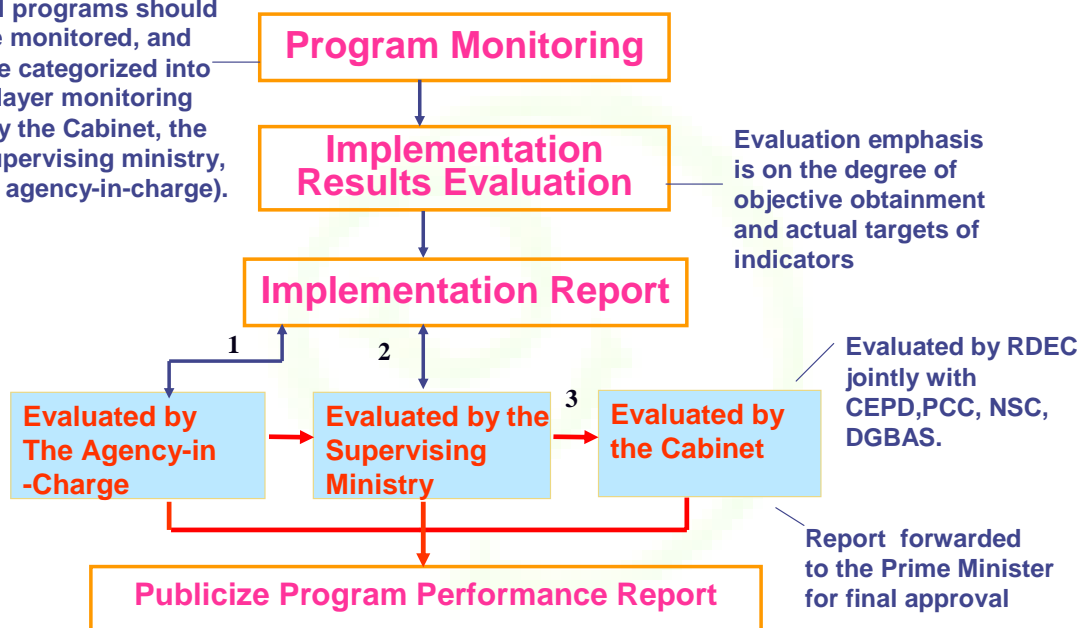 programs should
monitored, and
categorized into
layer monitoring
the Cabinet, the
supervising ministry,
agency-in-charge).
Program Monitoring
Implementation
Results Evaluation
Evaluation emphasis
is on the degree of
objective obtainment
and actual targets of
indicators
Implementation Report
1
2
3
Evaluated by RDEC
jointly with
CEPD,PCC, NSC,
DGBAS.
Evaluated by
The Agency-in
-Charge
Evaluated by the
Supervising
Ministry
Evaluated by
the Cabinet
Report forwarded
to the Prime Minister
for final approval
Publicize Program Performance Report